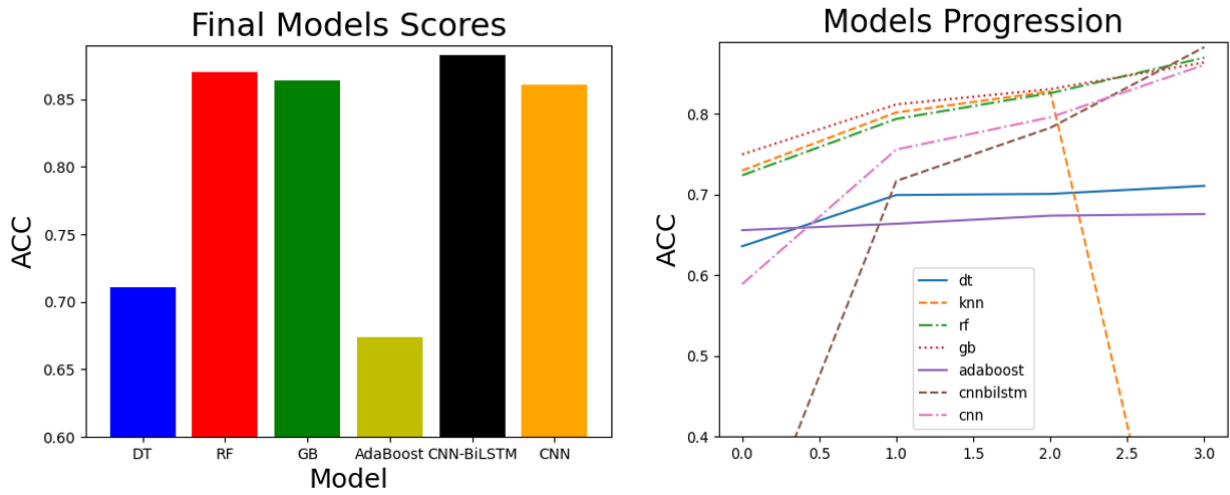 Final Models Scores
ACC
0.85
0.80
0.75
0.70
0.65
0.60
DT RF GB AdaBoost CNN-BiLSTM CNN
Model
Models Progression
ACC
0.8
0.7
0.6
0.5
0.4
dt
knn
rf
gb
adaboost
cnnbilstm
cnn
0.0 0.5 1.0 1.5 2.0 2.5 3.0